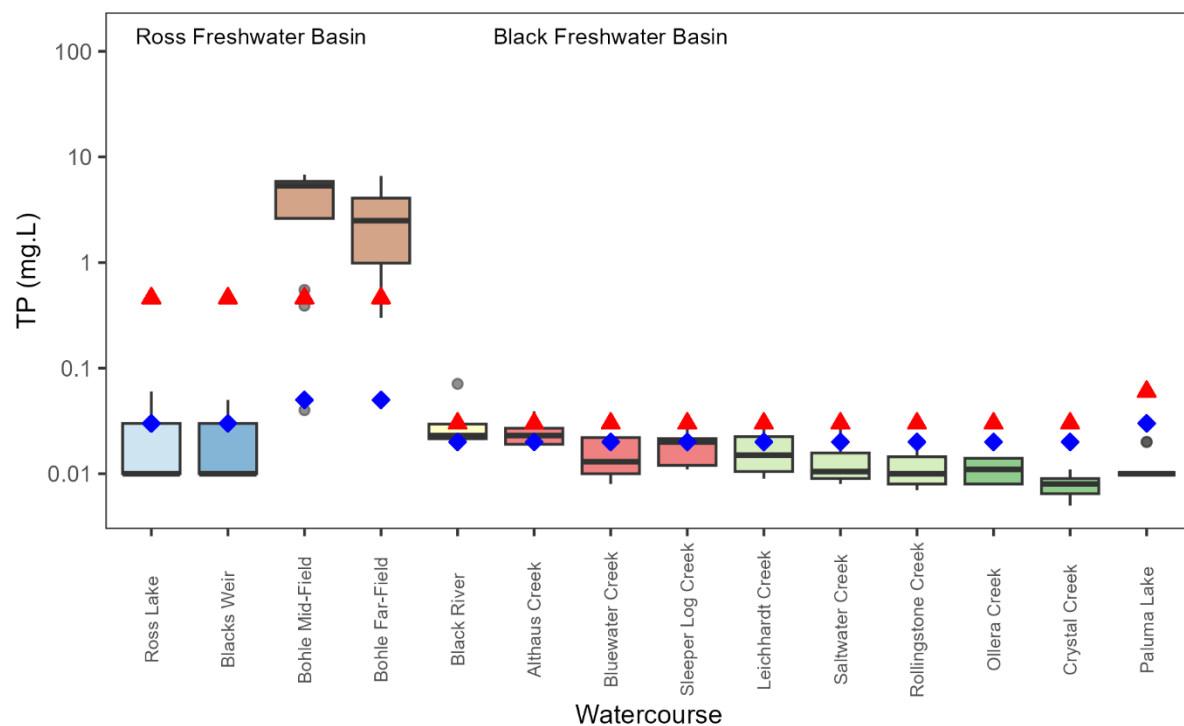 Ross Freshwater Basin
Black Freshwater Basin
TP (mg.L)
100
10
1
0.1
0.01
Ross Lake
Blacks Weir
Bohle Mid-Field
Bohle Far-Field
Black River
Althaus Creek
Bluewater Creek
Sleeper Log Creek
Leichhardt Creek
Saltwater Creek
Rollingstone Creek
Ollera Creek
Crystal Creek
Paluma Lake
Watercourse